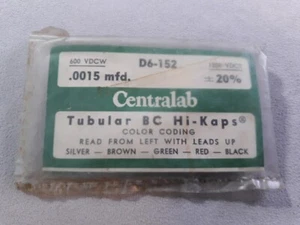 600 VDCW D6-152
.0015 mfd. ± 20%
Centralab
Tubular BC Hi-Kaps®
COLOR CODING
READ FROM LEFT WITH LEADS UP
SILVER — BROWN — GREEN — RED — BLACK